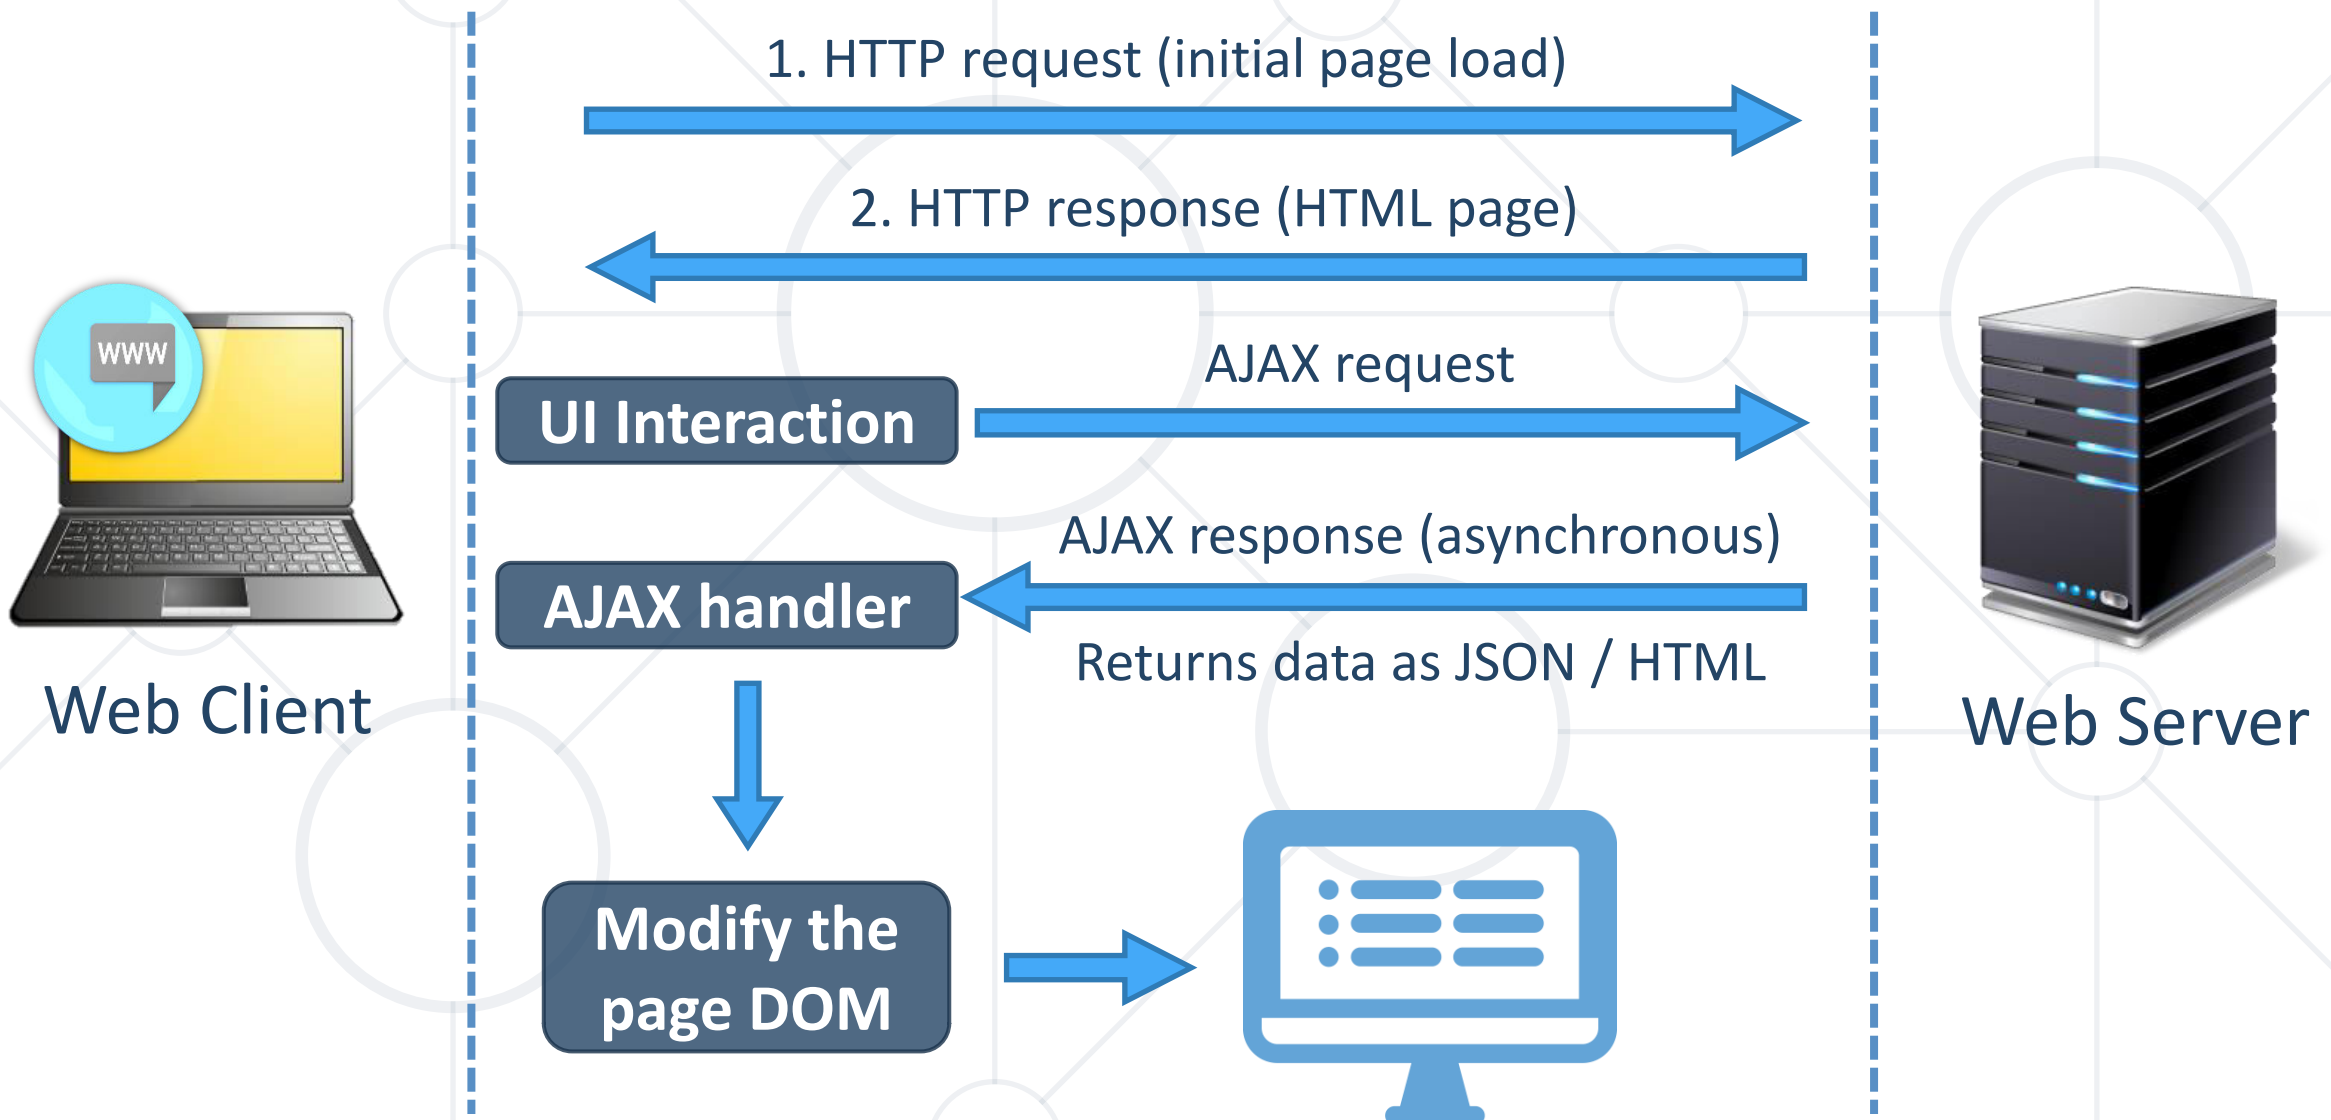 1. HTTP request (initial page load)
2. HTTP response (HTML page)
WWW
AJAX request
UI Interaction
AJAX response (asynchronous)
AJAX handler
Returns data as JSON / HTML
Web Client
Web Server
Modify the
page DOM